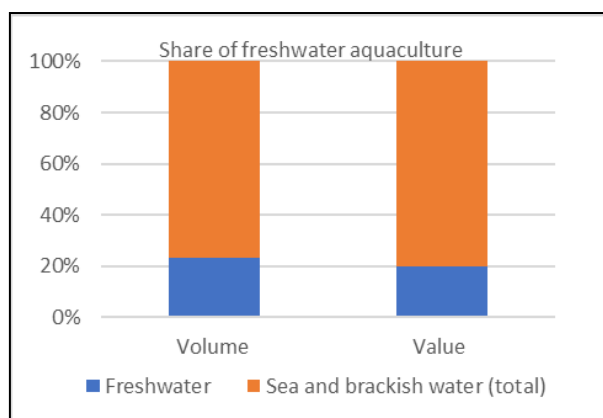 Share of freshwater aquaculture
100%
80%
60%
40%
20%
0%
Volume Value
Freshwater Sea and brackish water (total)